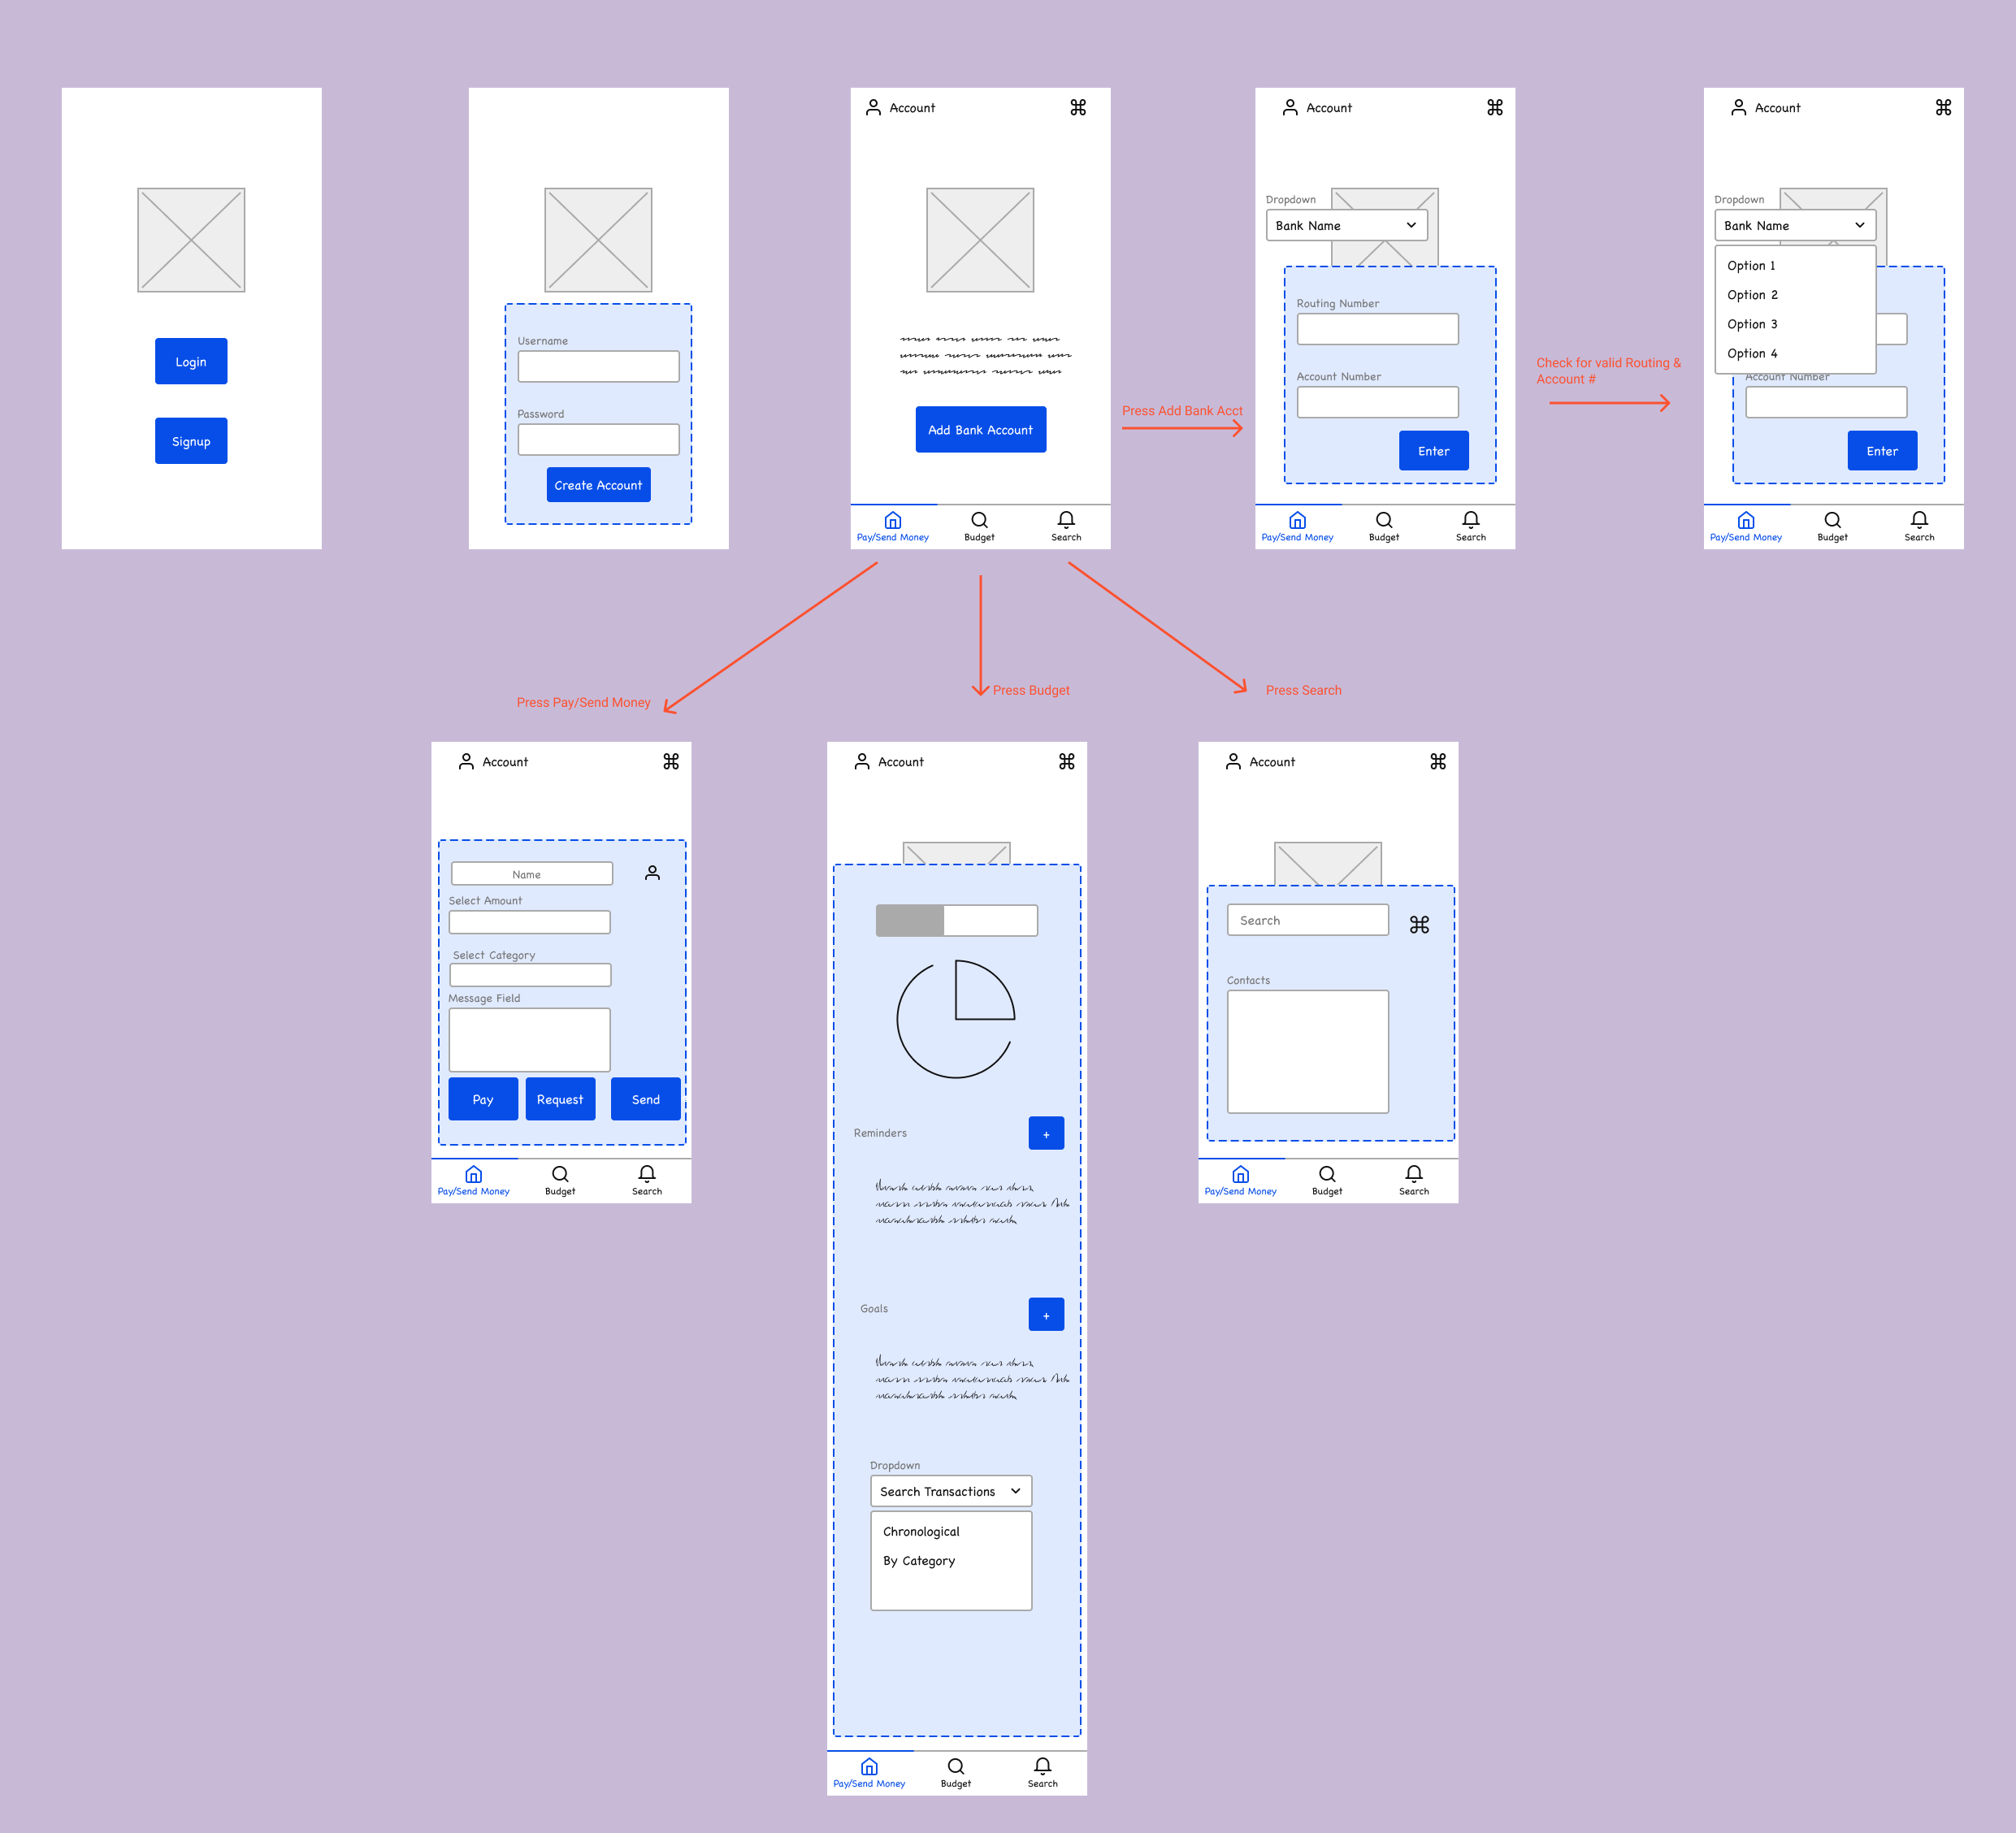 Login
Signup
Username
Password
Create Account
Account
Add Bank Account
Pay/Send Money
Budget
Search
Press Add Bank Acct
Account
Dropdown
Bank Name
Routing Number
Account Number
Enter
Pay/Send Money
Budget
Search
Check for valid Routing &
Account #
Account
Dropdown
Bank Name
Option 1
Option 2
Option 3
Option 4
Account Number
Enter
Pay/Send Money
Budget
Search
Press Pay/Send Money
Press Budget
Press Search
Account
Name
Select Amount
Select Category
Message Field
Pay
Request
Send
Pay/Send Money
Budget
Search
Account
Reminders
+
Goals
+
Dropdown
Search Transactions
Chronological
By Category
Pay/Send Money
Budget
Search
Account
Search
Contacts
Pay/Send Money
Budget
Search